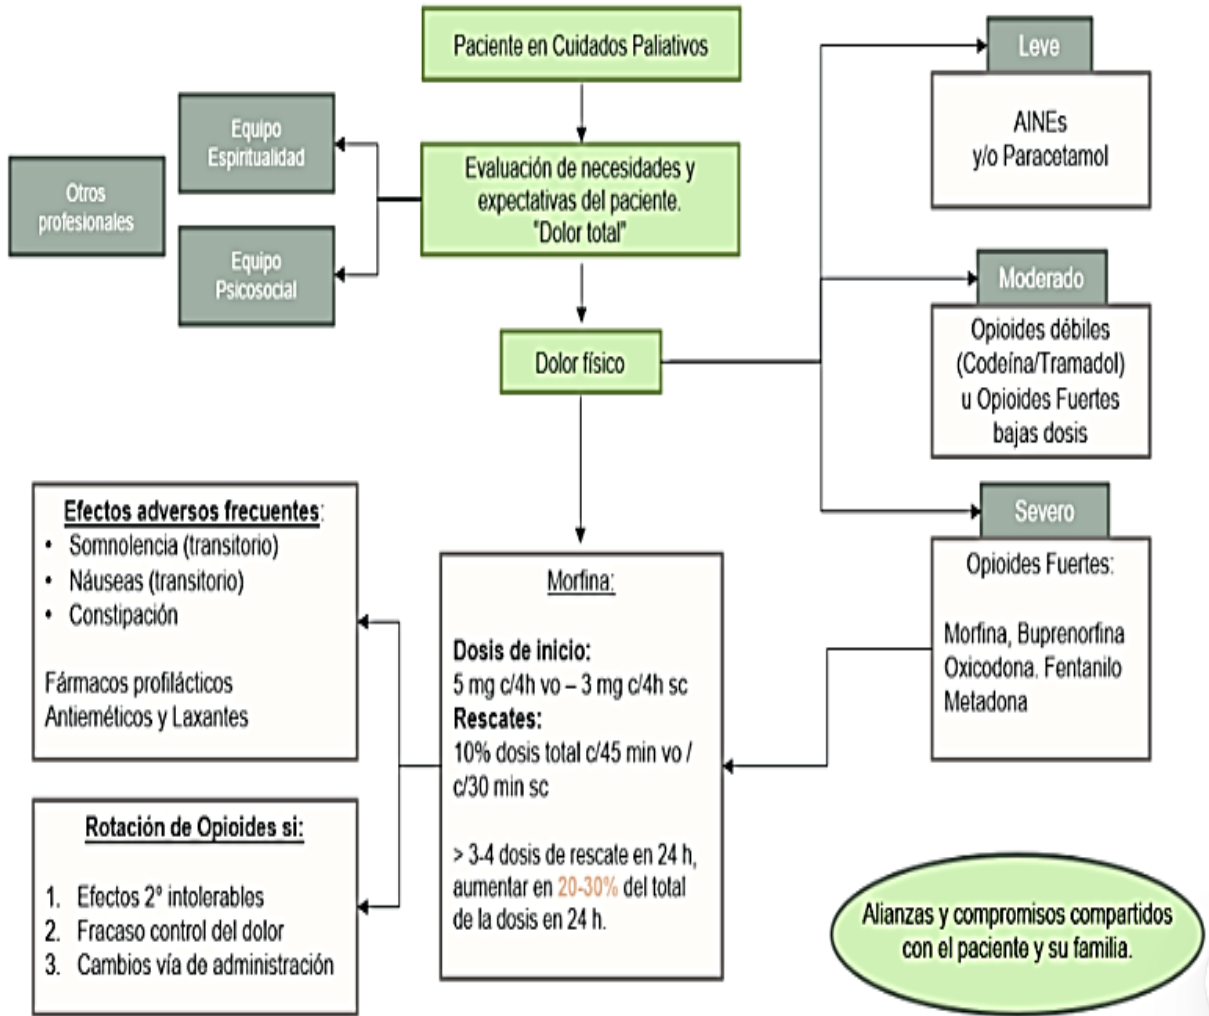 Paciente en Cuidados Paliativos
Evaluación de necesidades y
expectativas del paciente.
"Dolor total"
Equipo
Espiritualidad
Otros
profesionales
Equipo
Psicosocial
Dolor físico
Leve
AINEs
y/o Paracetamol
Moderado
Opioides débiles
(Codeína/Tramadol)
u Opioides Fuertes
bajas dosis
Severo
Opioides Fuertes:
Morfina, Buprenorfina
Oxicodona. Fentanilo
Metadona
Morfina:
Dosis de inicio:
5 mg c/4h vo – 3 mg c/4h sc
Rescates:
10% dosis total c/45 min vo /
c/30 min sc
> 3-4 dosis de rescate en 24 h,
aumentar en 20-30% del total
de la dosis en 24 h.
Efectos adversos frecuentes:
• Somnolencia (transitorio)
• Náuseas (transitorio)
• Constipación
Fármacos profilácticos
Antieméticos y Laxantes
Rotación de Opioides si:
1. Efectos 2º intolerables
2. Fracaso control del dolor
3. Cambios vía de administración
Alianzas y compromisos compartidos
con el paciente y su familia.